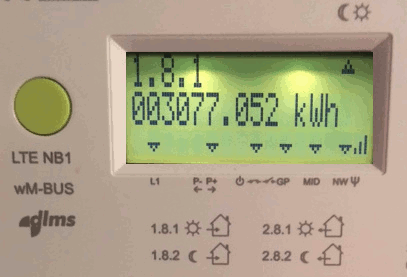 1.8.1
003077.052 kWh
L1 P- P+ GP MID NW
LTE NB1
wM-BUS
dlms
1.8.1 2.8.1
1.8.2 2.8.2